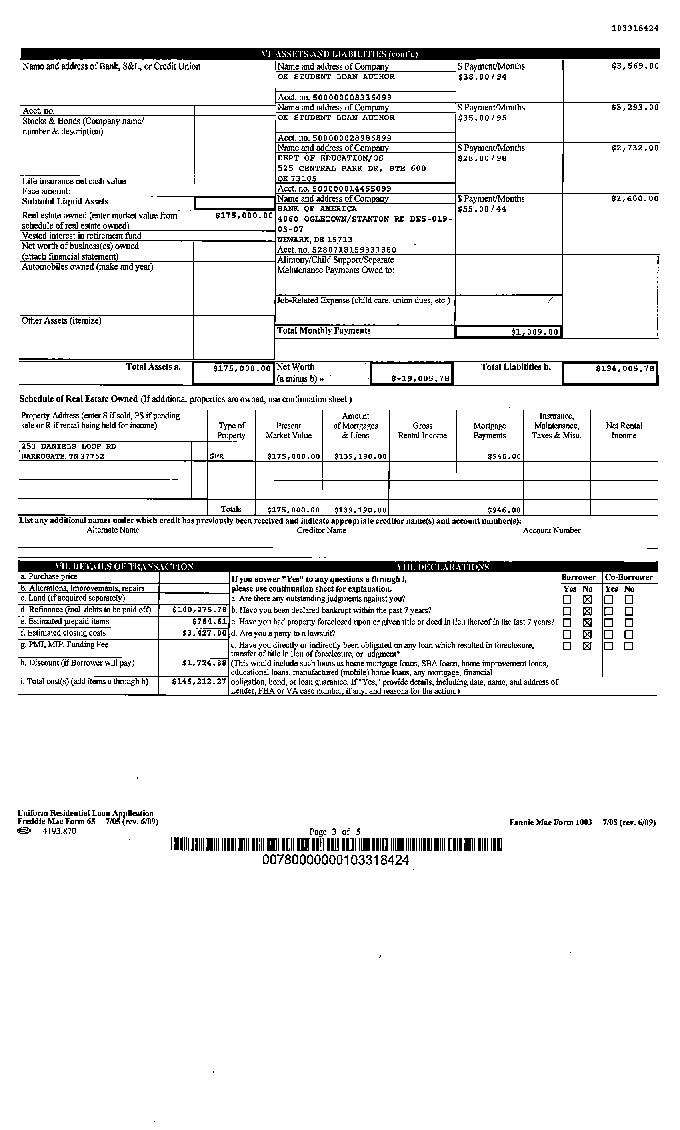 103316424
VI. ASSETS AND LIABILITIES (cont'd)
Name and address of Bank, S&L, or Credit Union
Name and address of Company
$ Payment/Months
$3,569.00
OK STUDENT LOAN AUTHOR
$38.00/94
Acct. no. 500000008335099
Acct. no.
Name and address of Company
$ Payment/Months
$3,293.00
Stocks & Bonds (Company name/
number & description)
OK STUDENT LOAN AUTHOR
$35.00/95
Acct. no. 500000028985899
Name and address of Company
$ Payment/Months
$2,732.00
DEPT OF EDUCATION/OS
$28.00/98
525 CENTRAL PARK DR, STE 600
OK 73105
Life insurance net cash value
Face amount:
Acct. no. 5000000014455099
Subtotal Liquid Assets
Name and address of Company
$ Payment/Months
$2,600.00
BANK OF AMERICA
$55.00/44
Real estate owned (enter market value from
schedule of real estate owned)
$175,000.00
4060 OGLETOWN/STANTON RD DE5-019-
03-07
Vested interest in retirement fund
NEWARK, DE 19713
Net worth of business(es) owned
(attach financial statement)
Acct. no. 5280718159937360
Automobiles owned (make and year)
Alimony/Child Support/Separate
Maintenance Payments Owed to:
Job-Related Expense (child care, union dues, etc.)
Other Assets (itemize)
Total Monthly Payments
$1,009.00
Total Assets a.
$175,000.00
Net Worth
(a minus b) »
$-19,009.78
Total Liabilities b.
$194,009.78
Schedule of Real Estate Owned (If additional properties are owned, use continuation sheet.)
Property Address (enter S if sold, PS if pending
sale or R if rental being held for income)
Type of
Property
Present
Market Value
Amount
of Mortgages
& Liens
Gross
Rental Income
Mortgage
Payments
Insurance,
Maintenance,
Taxes & Misc.
Net Rental
Income
253 DANIELS LOOP RD
HARROGATE, TN 37752
SFR
$175,000.00
$139,190.00
$946.00
Totals
$175,000.00
$139,190.00
$946.00
List any additional names under which credit has previously been received and indicate appropriate creditor name(s) and account number(s):
Alternate Name
Creditor Name
Account Number
VII. DETAILS OF TRANSACTION
VIII. DECLARATIONS
a. Purchase price
b. Alterations, improvements, repairs
c. Land (if acquired separately)
d. Refinance (incl. debts to be paid off)
e. Estimated prepaid items
$784.61
f. Estimated closing costs
$3,427.00
g. PMI, MIP, Funding Fee
h. Discount (if Borrower will pay)
i. Total cost(s) (add items a through h)
$145,212.27
If you answer "Yes" to any questions a through i,
please use continuation sheet for explanation.
Borrower
Co-Borrower
Yes No
Yes No
a. Are there any outstanding judgments against you?
b. Have you been declared bankrupt within the past 7 years?
c. Have you had property foreclosed upon or given title or deed in lieu thereof in the last 7 years?
d. Are you a party to a lawsuit?
e. Have you directly or indirectly been obligated on any loan which resulted in foreclosure,
transfer of title in lieu of foreclosure, or judgment?
(This would include such loans as home mortgage loans, SBA loans, home improvement loans,
educational loans, manufactured (mobile) home loans, any mortgage, financial
obligation, bond, or loan guarantee. If "Yes," provide details, including date, name, and address of
Lender, FHA or VA case number, if any, and reasons for the action.)
Uniform Residential Loan Application
Freddie Mac Form 65 7/05 (rev. 6/09)
4193.870
Page 3 of 5
Fannie Mae Form 1003 7/05 (rev. 6/09)
00780000000103318424